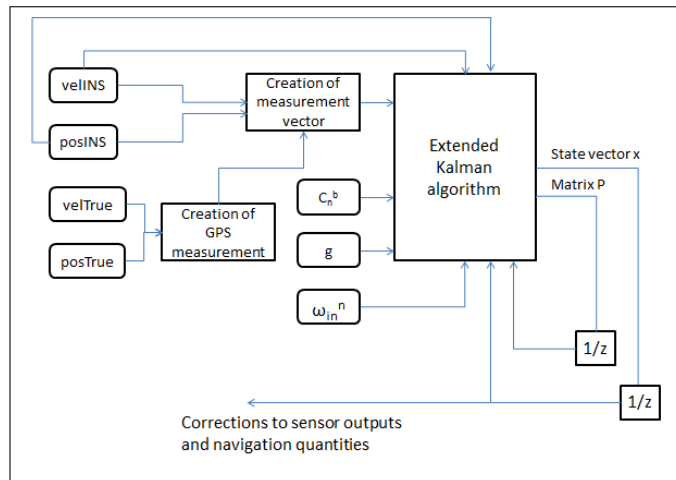 velINS
posINS
velTrue
posTrue
Creation of
measurement
vector
Creation of
GPS
measurement
Cₙᵇ
g
ωᵢₙⁿ
Extended
Kalman
algorithm
State vector x
Matrix P
1/z
1/z
Corrections to sensor outputs
and navigation quantities